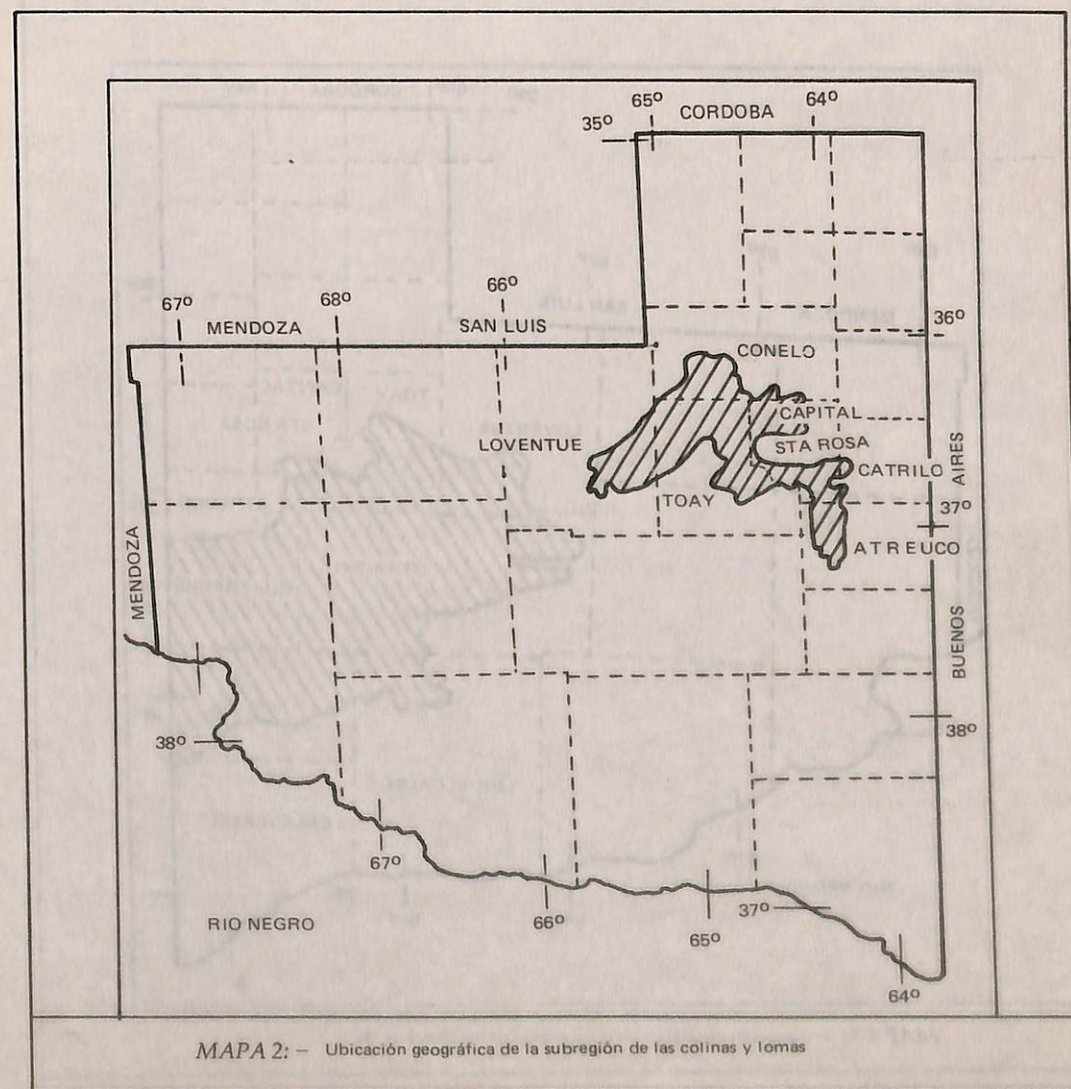 65º
64º
CORDOBA
35º
66º
67º
68º
MENDOZA
SAN LUIS
36º
CONELO
CAPITAL
LOVENTUE
STA ROSA
CATRILO
AIRES
TOAY
37º
ATREUCO
MENDOZA
BUENOS
38º
38º
67º
66º
65º
37º
RIO NEGRO
64º
MAPA 2: – Ubicación geográfica de la subregión de las colinas y lomas